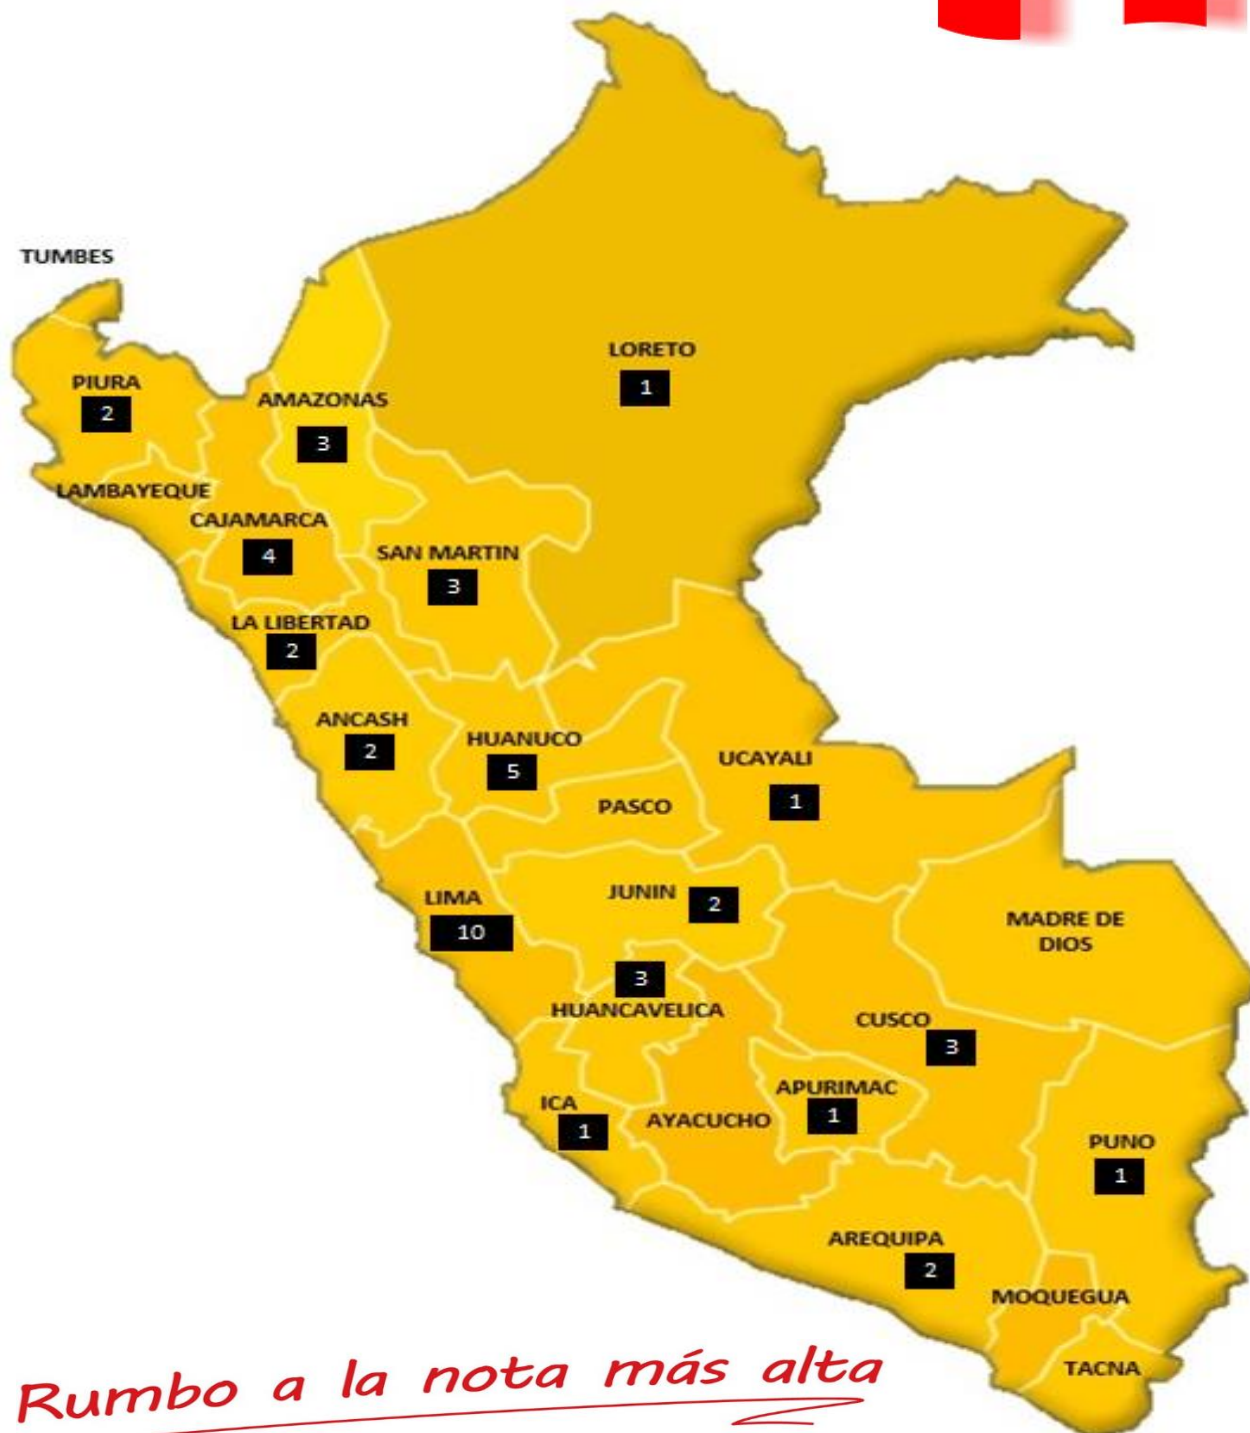 TUMBES
LORETO
1
PIURA
2
AMAZONAS
3
LAMBAYEQUE
CAJAMARCA
4
SAN MARTIN
3
LA LIBERTAD
2
ANCASH
2
HUANUCO
5
UCAYALI
1
PASCO
LIMA
10
JUNIN
2
MADRE DE
DIOS
3
HUANCAVELICA
CUSCO
3
APURIMAC
1
ICA
1
AYACUCHO
PUNO
1
AREQUIPA
2
MOQUEGUA
TACNA
Rumbo a la nota más alta